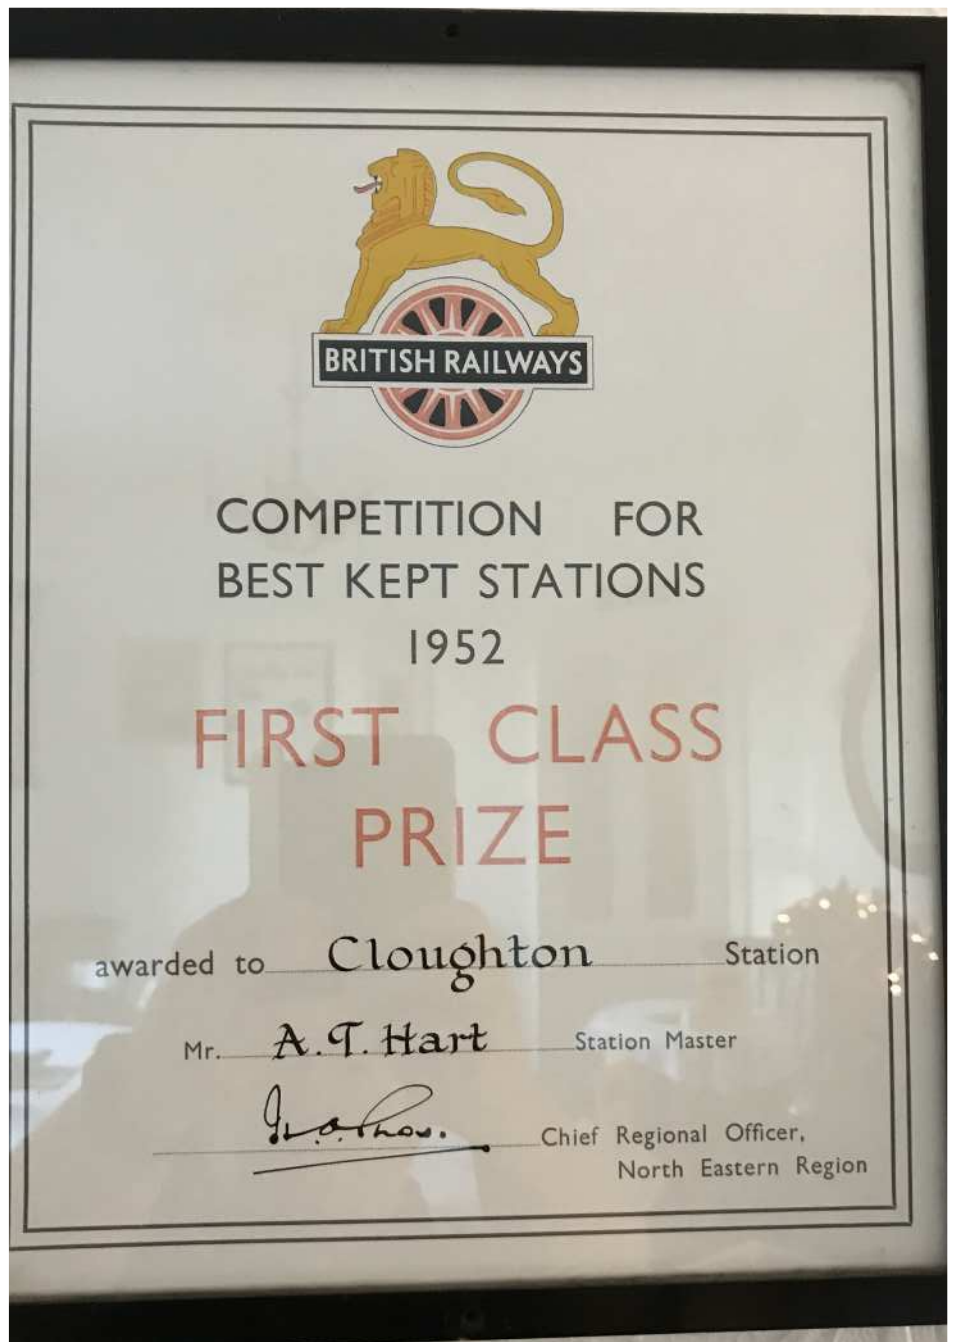 BRITISH RAILWAYS
COMPETITION FOR
BEST KEPT STATIONS
1952
FIRST CLASS
PRIZE
awarded to Cloughton Station
Mr. A.T. Hart Station Master
Chief Regional Officer,
North Eastern Region